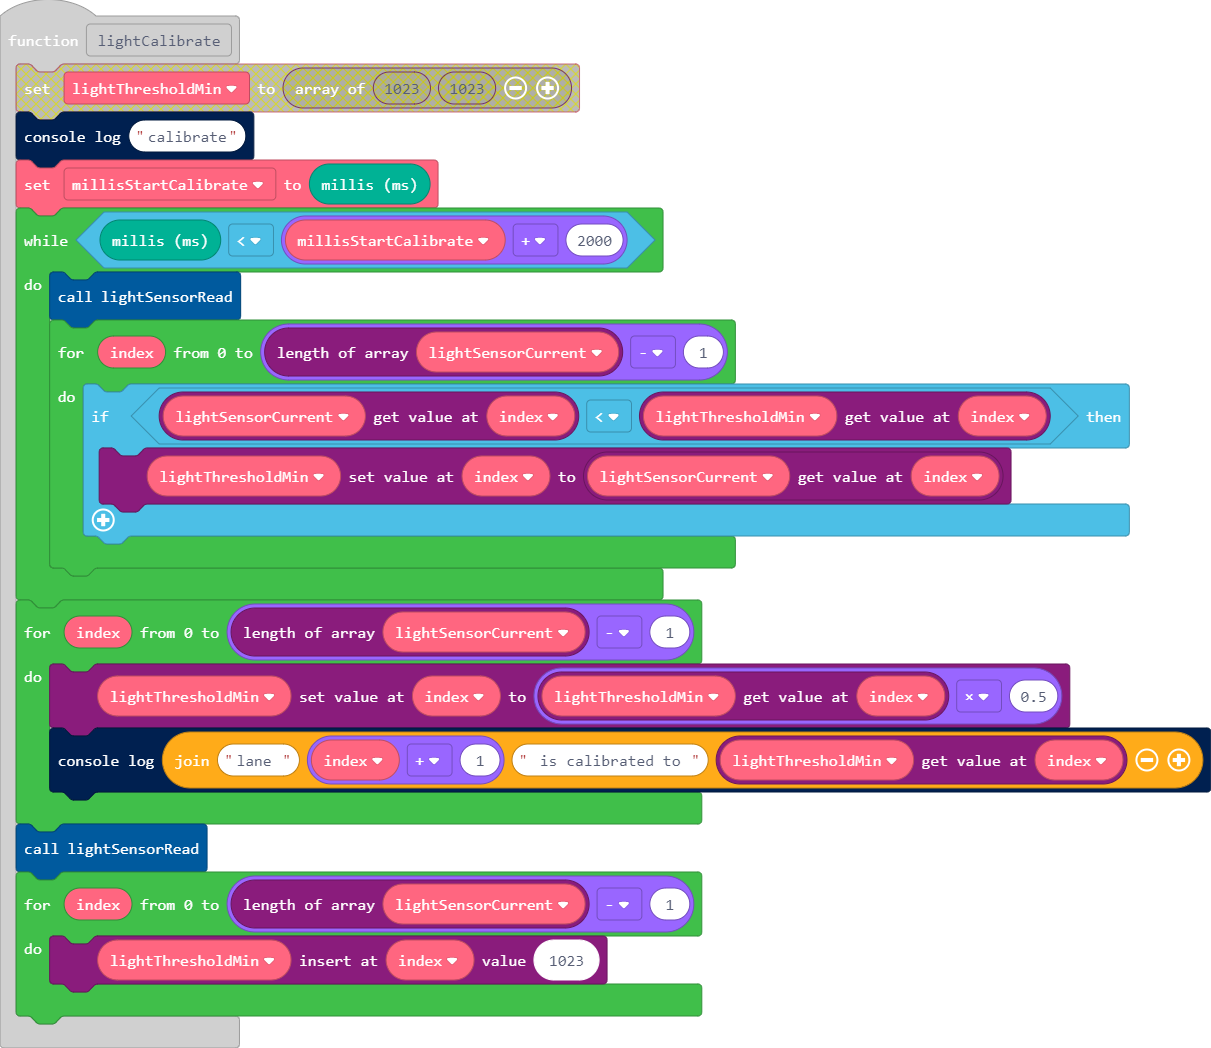 function lightCalibrate
set lightThresholdMin to array of 1023 1023
console log "calibrate"
set millisStartCalibrate to millis (ms)
while millis (ms) < millisStartCalibrate + 2000
do
call lightSensorRead
for index from 0 to length of array lightSensorCurrent - 1
do
if lightSensorCurrent get value at index < lightThresholdMin get value at index then
lightThresholdMin set value at index to lightSensorCurrent get value at index
for index from 0 to length of array lightSensorCurrent - 1
do
lightThresholdMin set value at index to lightThresholdMin get value at index × 0.5
console log join "lane " index + 1 " is calibrated to " lightThresholdMin get value at index
call lightSensorRead
for index from 0 to length of array lightSensorCurrent - 1
do
lightThresholdMin insert at index value 1023